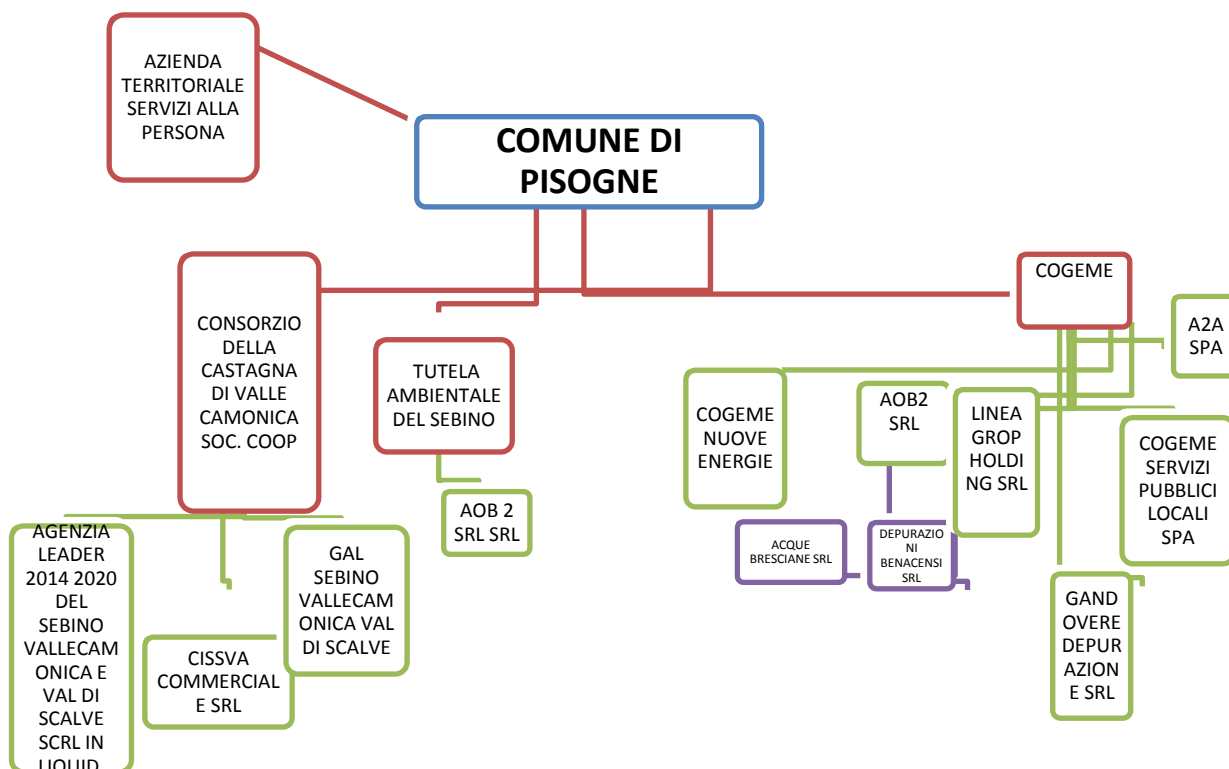 AZIENDA
TERRITORIALE
SERVIZI ALLA
PERSONA
COMUNE DI
PISOGNE
CONSORZIO
DELLA
CASTAGNA
DI VALLE
CAMONICA
SOC. COOP
TUTELA
AMBIENTALE
DEL SEBINO
COGEME
A2A
SPA
COGEME
NUOVE
ENERGIE
AOB2
SRL
LINEA
GROP
HOLDI
NG SRL
COGEME
SERVIZI
PUBBLICI
LOCALI
SPA
AOB 2
SRL SRL
ACQUE
BRESCIANE SRL
DEPURAZIO
NI
BENACENSI
SRL
GAND
OVERE
DEPUR
AZION
E SRL
AGENZIA
LEADER
2014 2020
DEL
SEBINO
VALLECAM
ONICA E
VAL DI
SCALVE
SCRL IN
LIQUID.
CISSVA
COMMERCIAL
E SRL
GAL
SEBINO
VALLECAM
ONICA VAL
DI SCALVE